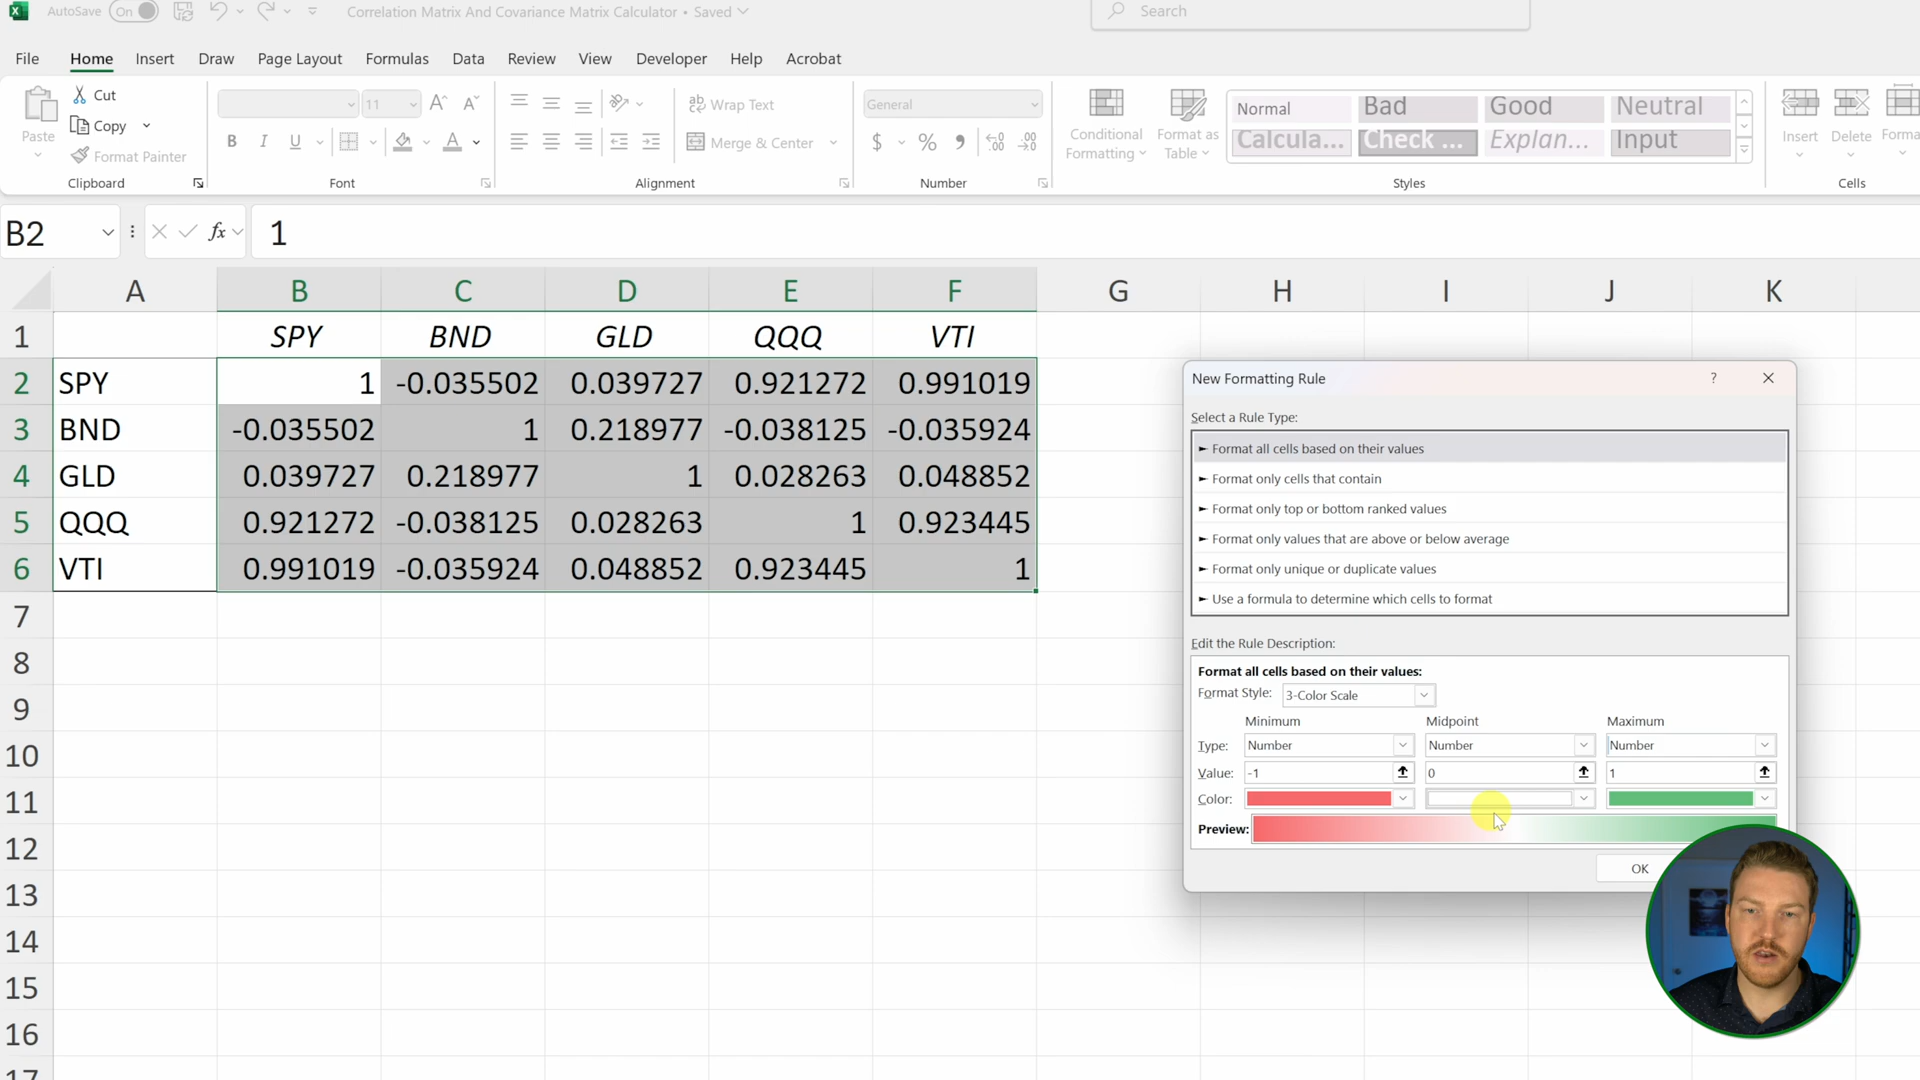 AutoSave On Correlation Matrix And Covariance Matrix Calculator • Saved Search
File Home Insert Draw Page Layout Formulas Data Review View Developer Help Acrobat
Paste Cut Copy Format Painter Clipboard
11 A A B I U A Font
ab Wrap Text Merge & Center Alignment
General $ % , Number
Conditional Formatting Format as Table Normal Bad Good Neutral
Calcula... Check ... Explan... Input Styles
Insert Delete Forma Cells
B2 fx 1
A B C D E F G H I J K
1 SPY BND GLD QQQ VTI
2 SPY 1 -0.035502 0.039727 0.921272 0.991019
3 BND -0.035502 1 0.218977 -0.038125 -0.035924
4 GLD 0.039727 0.218977 1 0.028263 0.048852
5 QQQ 0.921272 -0.038125 0.028263 1 0.923445
6 VTI 0.991019 -0.035924 0.048852 0.923445 1
7
8
9
10
11
12
13
14
15
16
17
New Formatting Rule ?
Select a Rule Type:
Format all cells based on their values
Format only cells that contain
Format only top or bottom ranked values
Format only values that are above or below average
Format only unique or duplicate values
Use a formula to determine which cells to format
Edit the Rule Description:
Format all cells based on their values:
Format Style: 3-Color Scale
Minimum Midpoint Maximum
Type: Number Number Number
Value: -1 0 1
Color:
Preview:
OK